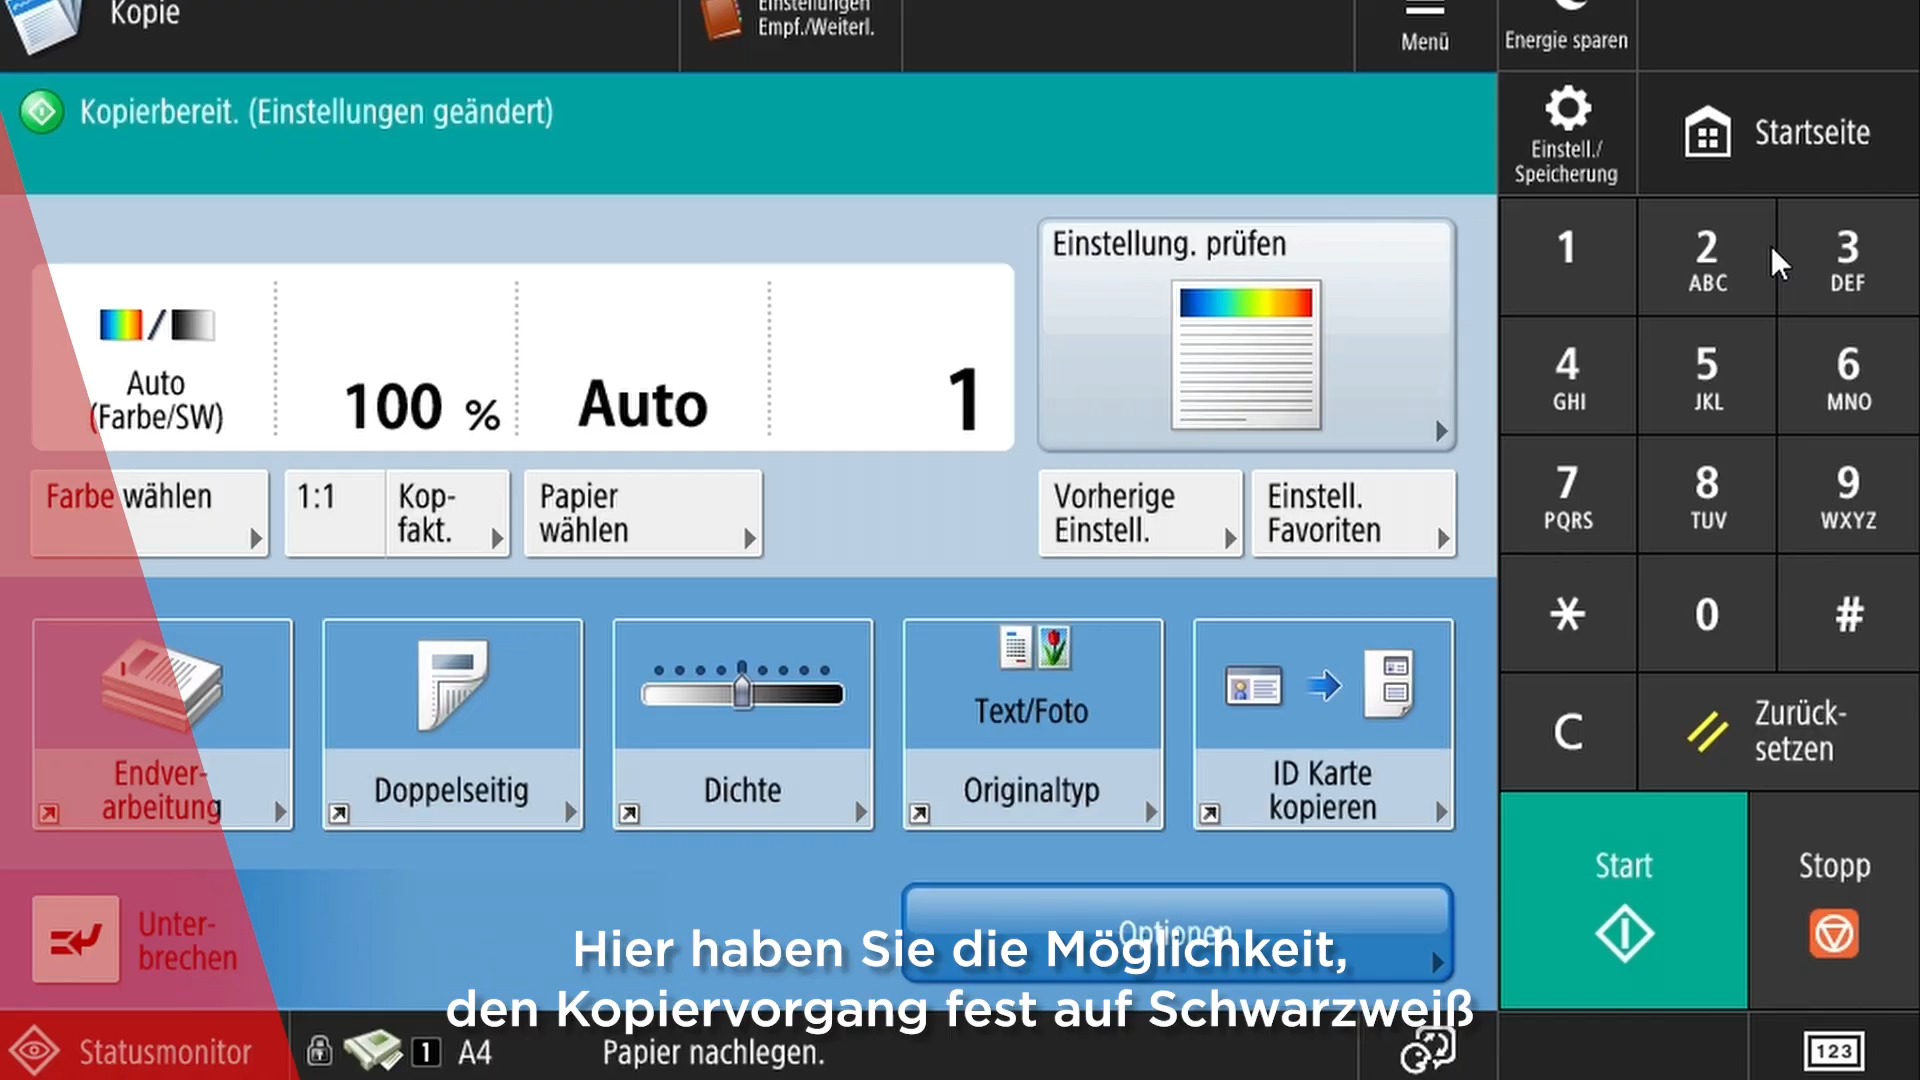 Kopie
Einstellungen
Empf./Weiterl.
Menü
Energie sparen
Kopierbereit. (Einstellungen geändert)
Einstell./
Speicherung
Startseite
Einstellung. prüfen
Auto
(Farbe/SW)
100 %
Auto
1
Farbe wählen
1:1
Kop-
fakt.
Papier
wählen
Vorherige
Einstell.
Einstell.
Favoriten
1
2
ABC
3
DEF
4
GHI
5
JKL
6
MNO
7
PQRS
8
TUV
9
WXYZ
*
0
#
C
Zurück-
setzen
Endver-
arbeitung
Doppelseitig
Dichte
Text/Foto
Originaltyp
ID Karte
kopieren
Start
Stopp
Unter-
brechen
Optionen
Hier haben Sie die Möglichkeit,
den Kopiervorgang fest auf Schwarzweiß
Statusmonitor
1
A4
Papier nachlegen.
123